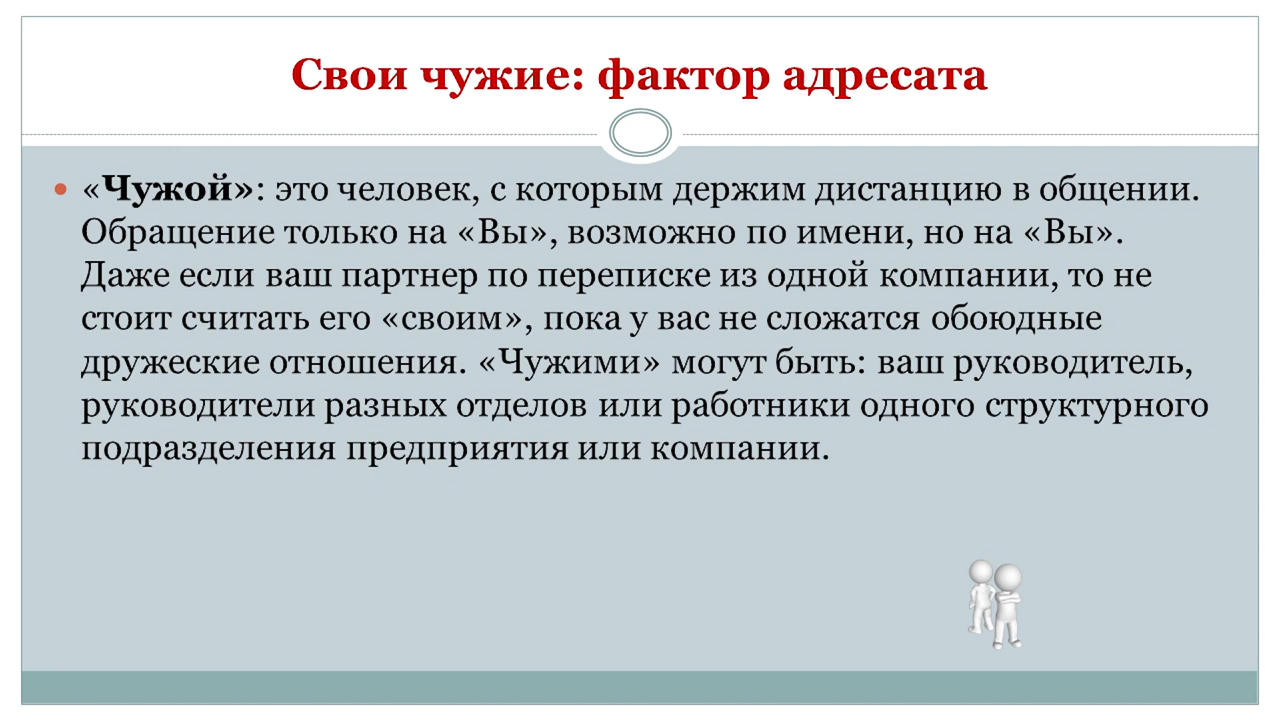 Свои чужие: фактор адресата
• «Чужой»: это человек, с которым держим дистанцию в общении.
Обращение только на «Вы», возможно по имени, но на «Вы».
Даже если ваш партнер по переписке из одной компании, то не
стоит считать его «своим», пока у вас не сложатся обоюдные
дружеские отношения. «Чужими» могут быть: ваш руководитель,
руководители разных отделов или работники одного структурного
подразделения предприятия или компании.